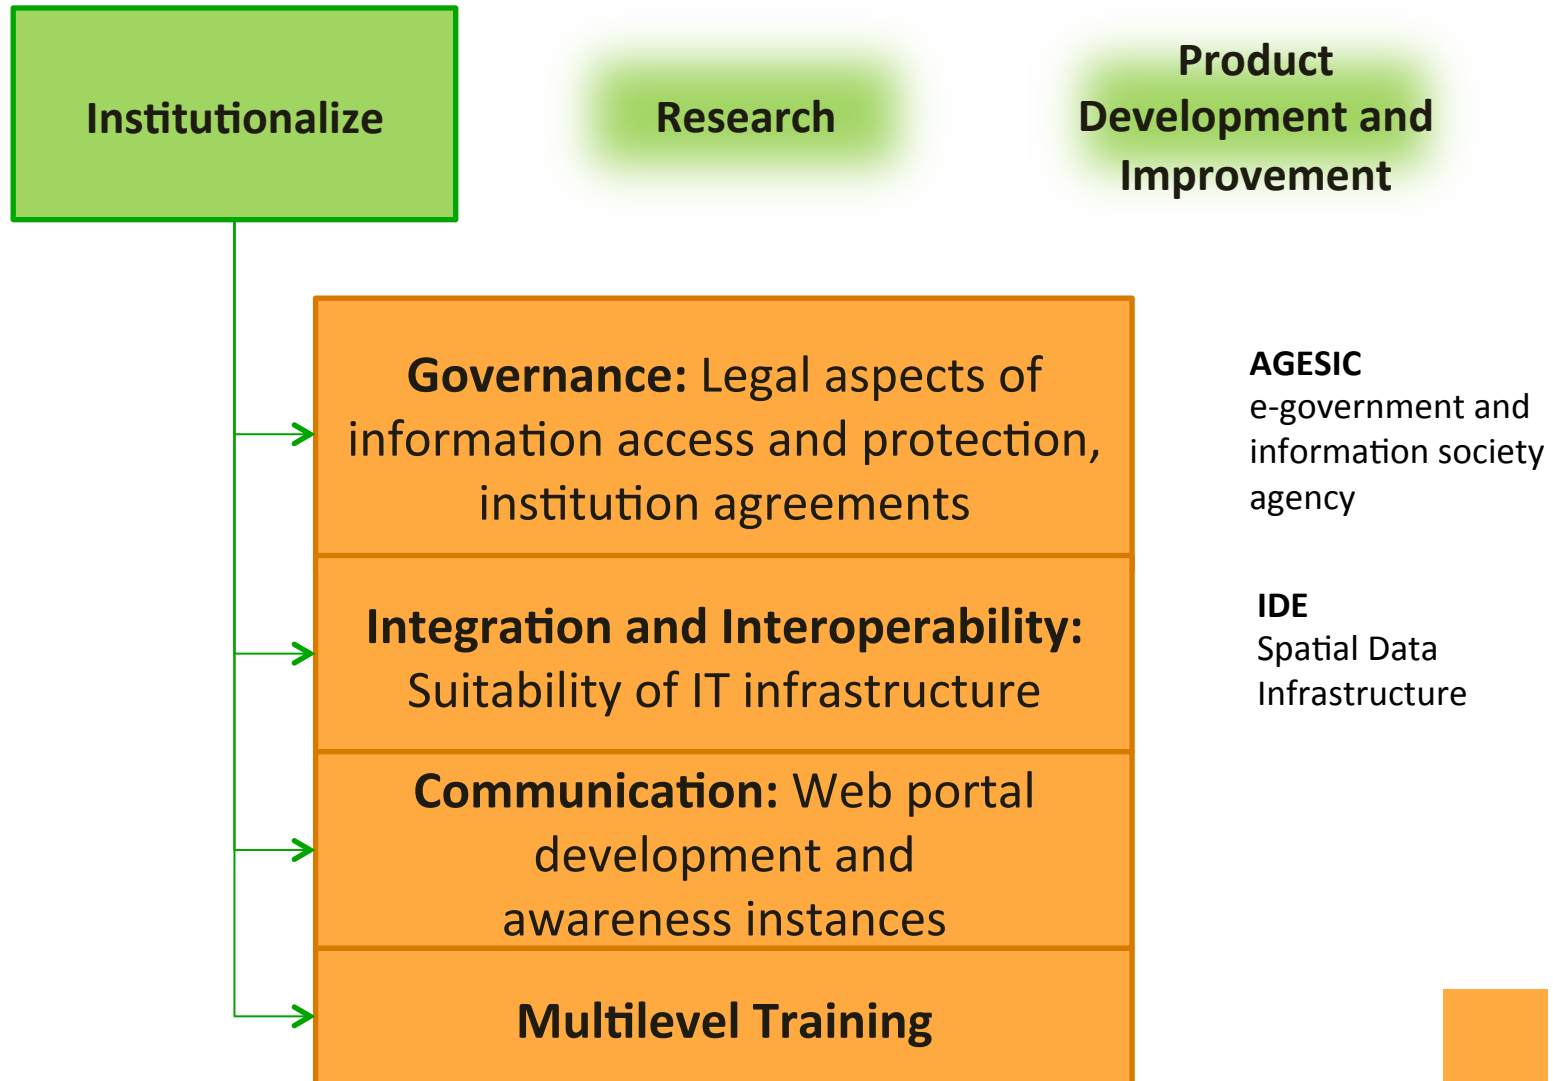 Institutionalize
Research
Product
Development and
Improvement
Governance: Legal aspects of
information access and protection,
institution agreements
AGESIC
e-government and
information society
agency
Integration and Interoperability:
Suitability of IT infrastructure
IDE
Spatial Data
Infrastructure
Communication: Web portal
development and
awareness instances
Multilevel Training